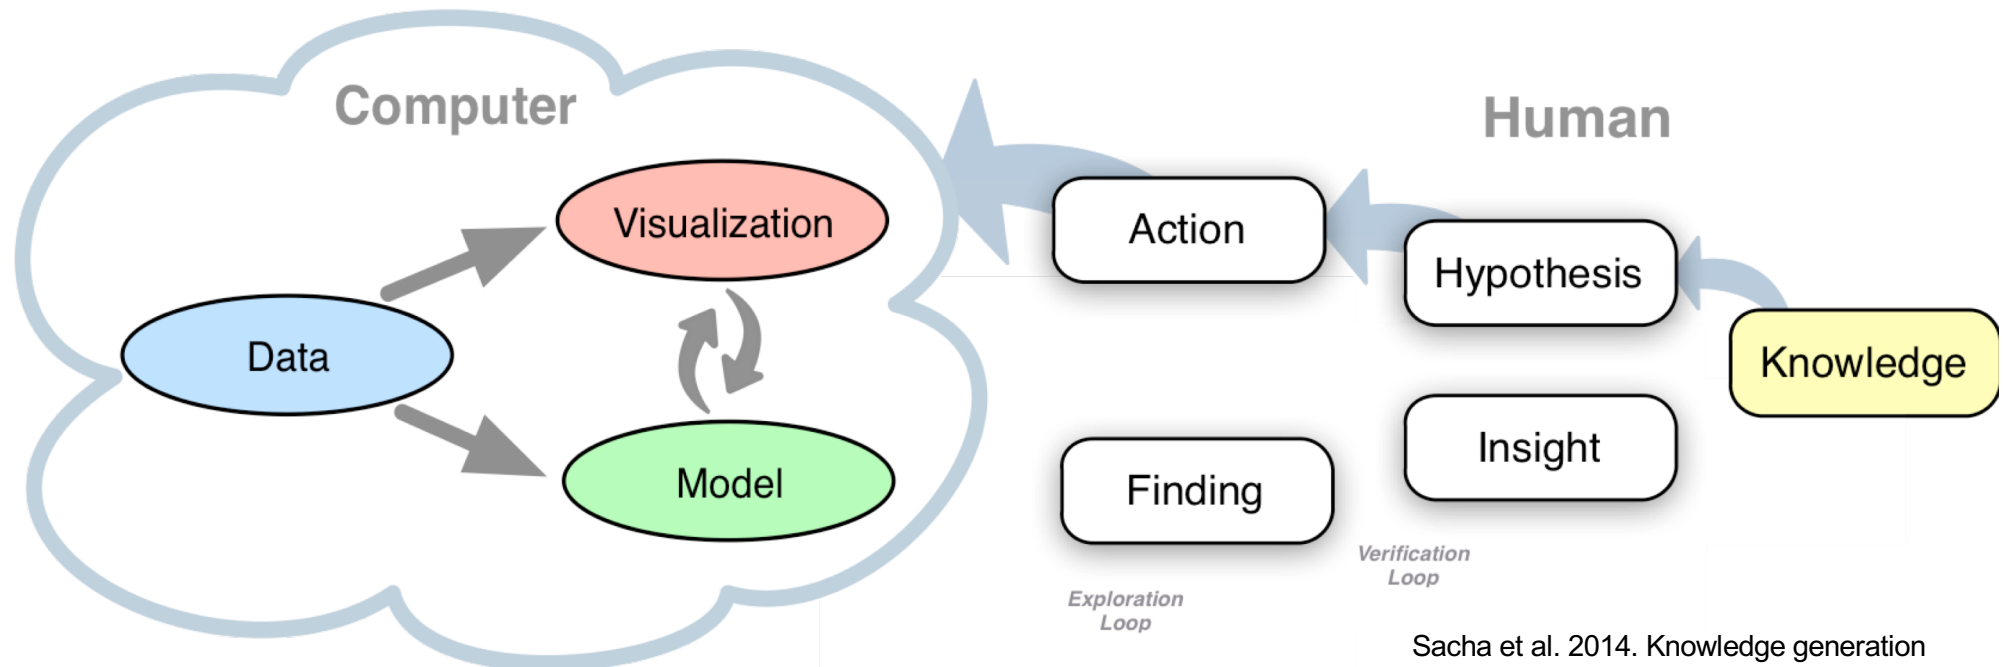 Computer
Human
Visualization
Action
Hypothesis
Data
Knowledge
Model
Finding
Insight
Verification
Loop
Exploration
Loop
Sacha et al. 2014. Knowledge generation